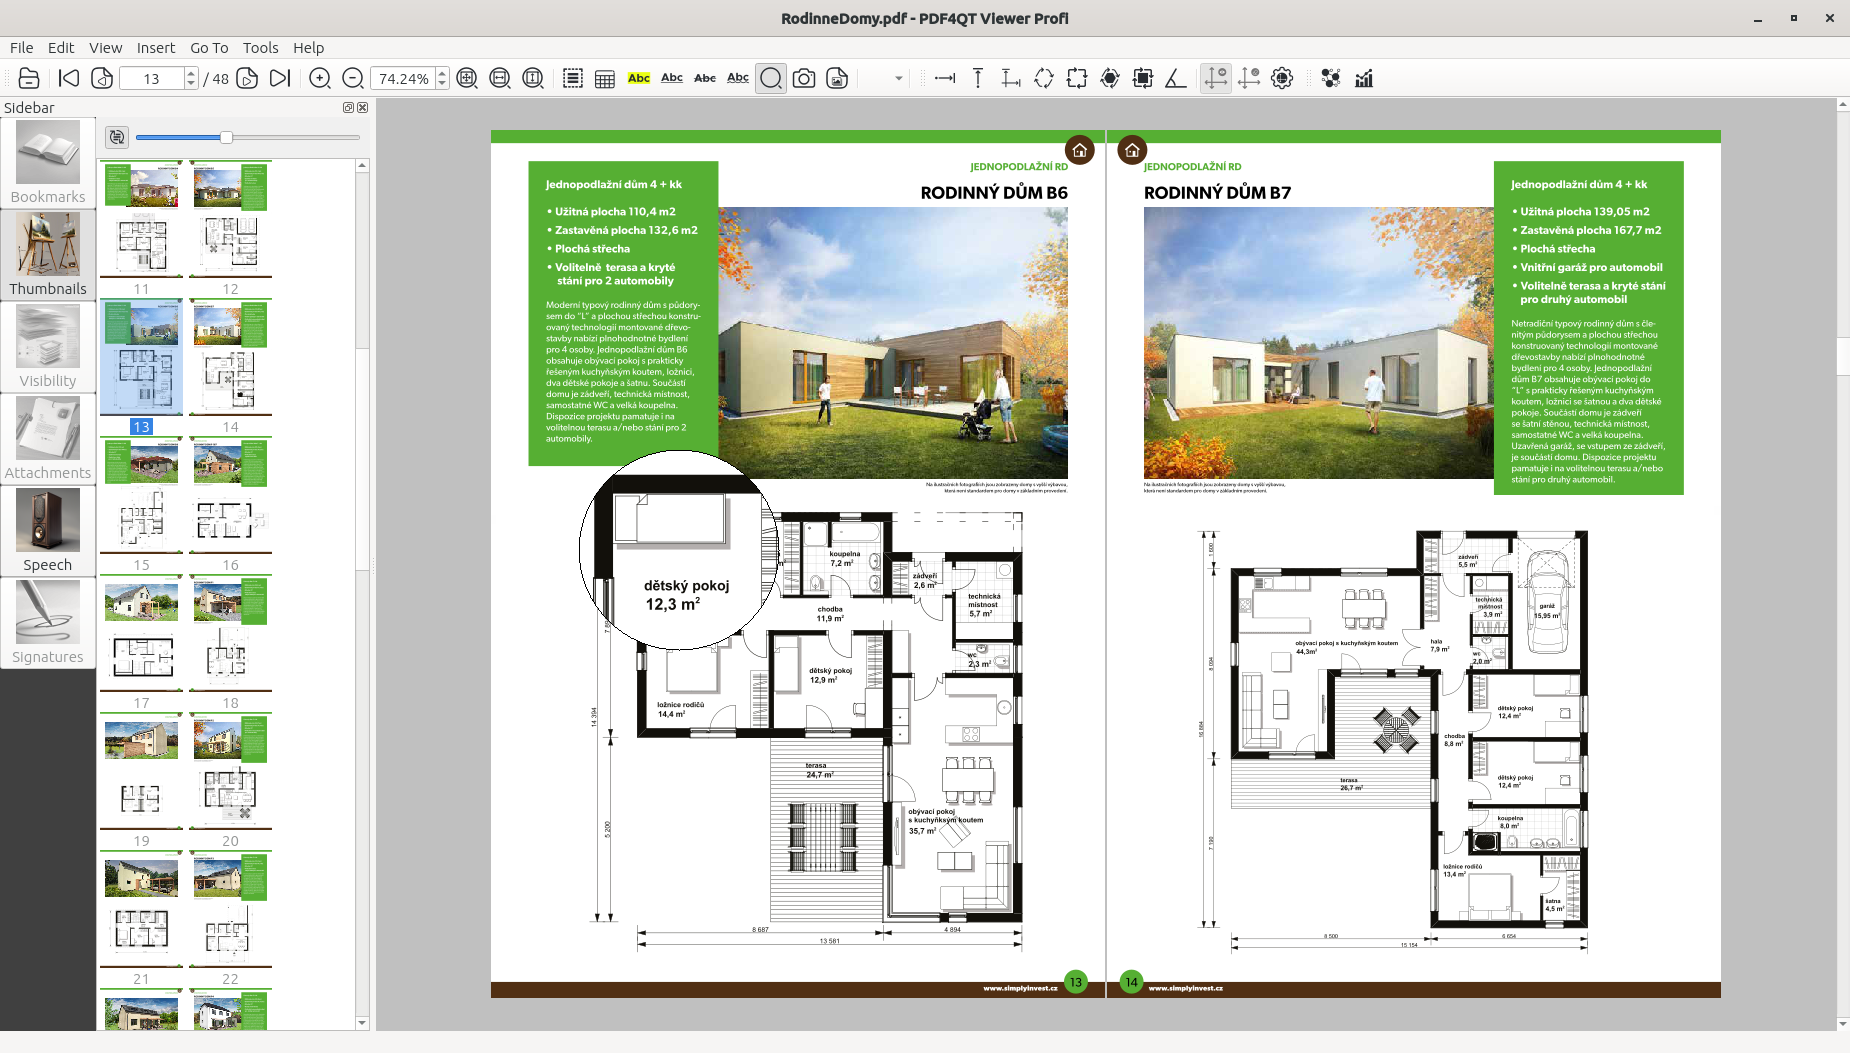 RodinneDomy.pdf - PDF4QT Viewer Profi
File Edit View Insert Go To Tools Help
13 / 48 74.24% Abc Abc Abc Abc
Sidebar
Bookmarks
Thumbnails
Visibility
Attachments
Speech
Signatures
11 12
13 14
15 16
17 18
19 20
21 22
JEDNOPODLAŽNÍ RD
RODINNÝ DŮM B6
Jednopodlažní dům 4 + kk
• Užitná plocha 110,4 m2
• Zastavěná plocha 132,6 m2
• Plochá střecha
• Volitelně terasa a kryté
stání pro 2 automobily
Moderní typový rodinný dům s půdory-
sem do "L" a plochou střechou konstru-
ovaný technologií montované dřevo-
stavby nabízí plnohodnotné bydlení
pro 4 osoby. Jednopodlažní dům B6
obsahuje obývací pokoj s prakticky
řešeným kuchyňským koutem, ložnici,
dva dětské pokoje a šatnu. Součástí
domu je zádveří, technická místnost,
samostatné WC a velká koupelna.
Dispozice projektu pamatuje i na
volitelnou terasu a/nebo stání pro 2
automobily.
Na ilustračních fotografiích jsou zobrazeny domy s vyšší výbavou,
která není standardem pro domy v základním provedení.
dětský pokoj
12,3 m²
koupelna
7,2 m²
zádveří
2,6 m²
technická
místnost
5,7 m²
chodba
11,9 m²
wc
2,3 m²
dětský pokoj
12,9 m²
ložnice rodičů
14,4 m²
terasa
24,7 m²
obývací pokoj
s kuchyňským koutem
35,7 m²
14 394
5 200
8 687
4 894
13 581
www.simplyinvest.cz 13
JEDNOPODLAŽNÍ RD
RODINNÝ DŮM B7
Jednopodlažní dům 4 + kk
• Užitná plocha 139,05 m2
• Zastavěná plocha 167,7 m2
• Plochá střecha
• Vnitřní garáž pro automobil
• Volitelně terasa a kryté stání
pro druhý automobil
Netradiční typový rodinný dům s čle-
nitým půdorysem a plochou střechou
konstruovaný technologií montované
dřevostavby nabízí plnohodnotné
bydlení pro 4 osoby. Jednopodlažní
dům B7 obsahuje obývací pokoj do
"L" s prakticky řešeným kuchyňským
koutem, ložnici se šatnou a dva dětské
pokoje. Součástí domu je zádveří
se šatní stěnou, technická místnost,
samostatné WC a velká koupelna.
Uzavřená garáž, se vstupem ze zádveří,
je součástí domu. Dispozice projektu
pamatuje i na volitelnou terasu a/nebo
stání pro druhý automobil.
Na ilustračních fotografiích jsou zobrazeny domy s vyšší výbavou,
která není standardem pro domy v základním provedení.
zádveří
5,5 m²
technická
místnost
3,9 m²
garáž
15,95 m²
obývací pokoj s kuchyňským koutem
44,3m²
hala
7,9 m²
wc
2,0 m²
dětský pokoj
12,4 m²
chodba
8,8 m²
dětský pokoj
12,4 m²
terasa
26,7 m²
koupelna
8,0 m²
ložnice rodičů
13,4 m²
šatna
4,5 m²
8 500
6 654
15 154
14 www.simplyinvest.cz